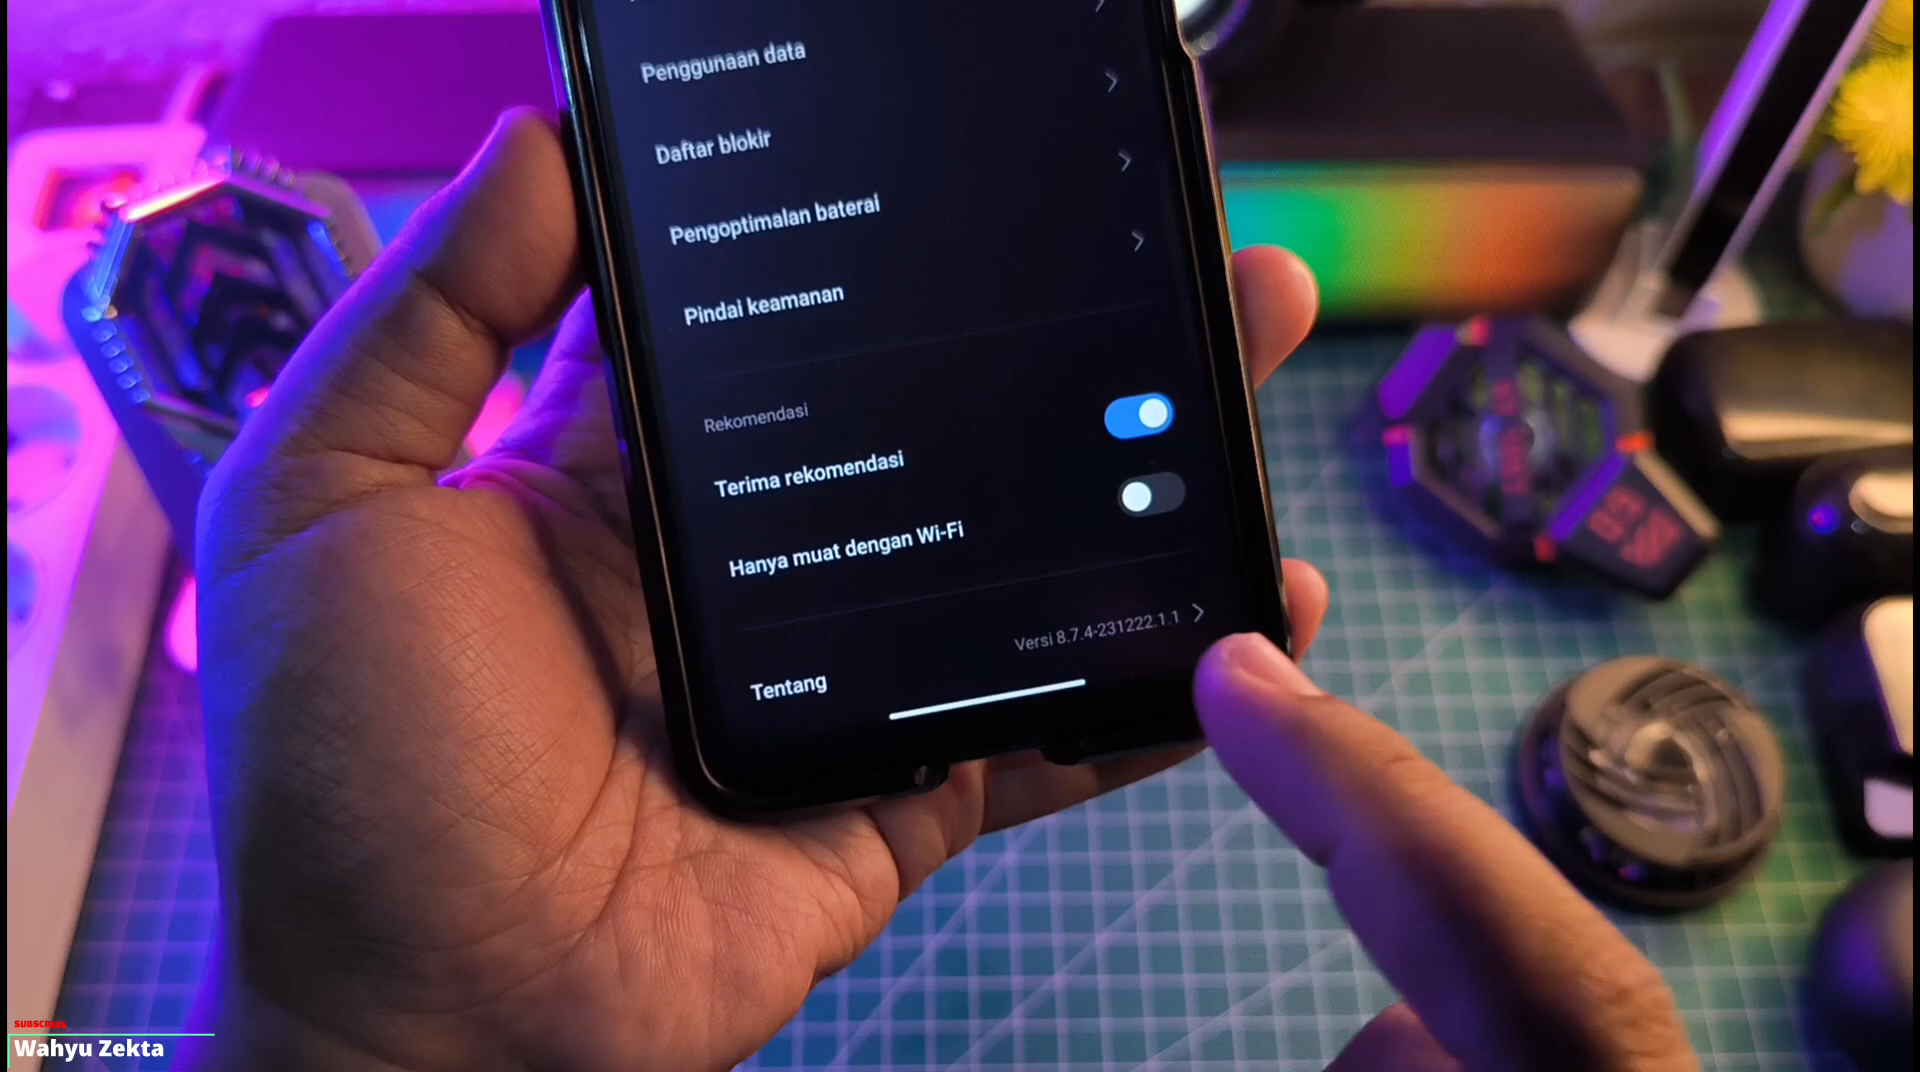 Penggunaan data
Daftar blokir
Pengoptimalan baterai
Pindai keamanan
Rekomendasi
Terima rekomendasi
Hanya muat dengan Wi-Fi
Versi 8.7.4-231222.1.1
Tentang
Wahyu Zekta